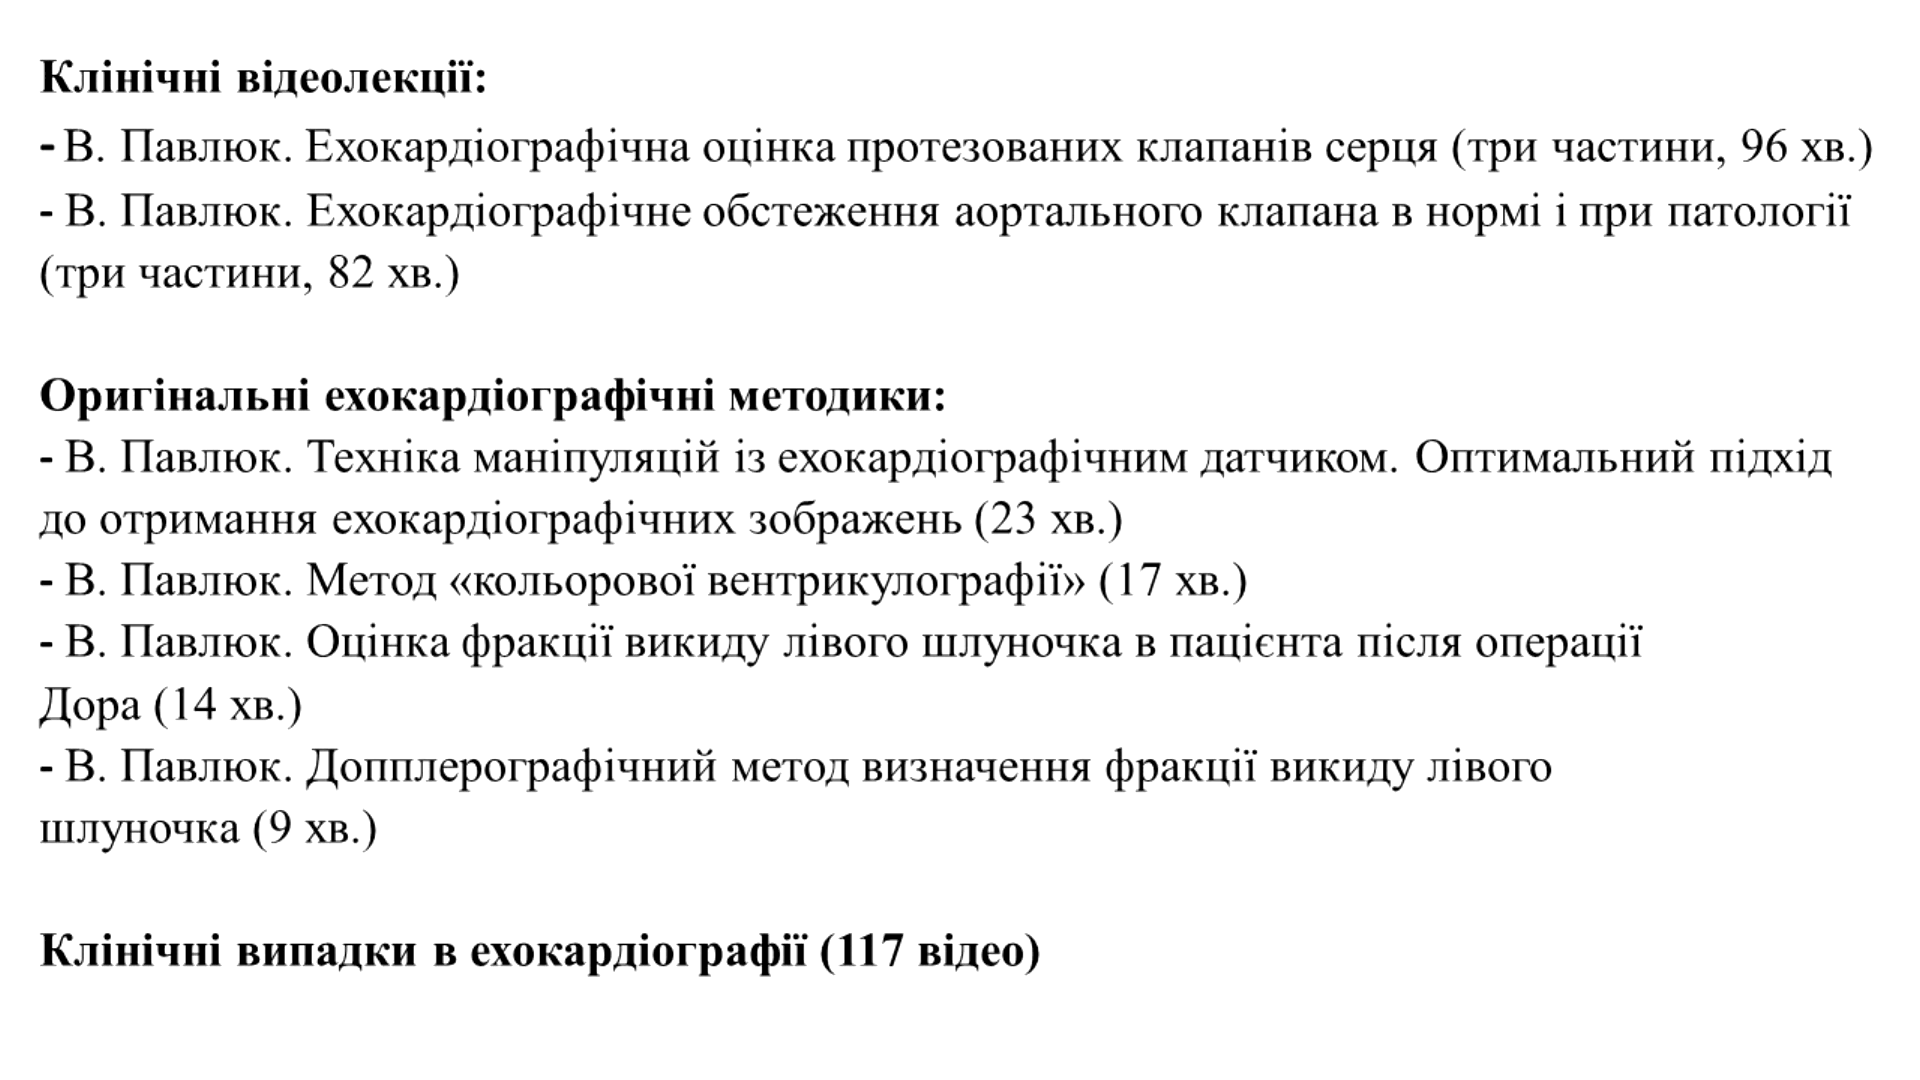 Клінічні відеолекції:
- В. Павлюк. Ехокардіографічна оцінка протезованих клапанів серця (три частини, 96 хв.)
- В. Павлюк. Ехокардіографічне обстеження аортального клапана в нормі і при патології
(три частини, 82 хв.)
Оригінальні ехокардіографічні методики:
- В. Павлюк. Техніка маніпуляцій із ехокардіографічним датчиком. Оптимальний підхід
до отримання ехокардіографічних зображень (23 хв.)
- В. Павлюк. Метод «кольорової вентрикулографії» (17 хв.)
- В. Павлюк. Оцінка фракції викиду лівого шлуночка в пацієнта після операції
Дора (14 хв.)
- В. Павлюк. Допплерографічний метод визначення фракції викиду лівого
шлуночка (9 хв.)
Клінічні випадки в ехокардіографії (117 відео)